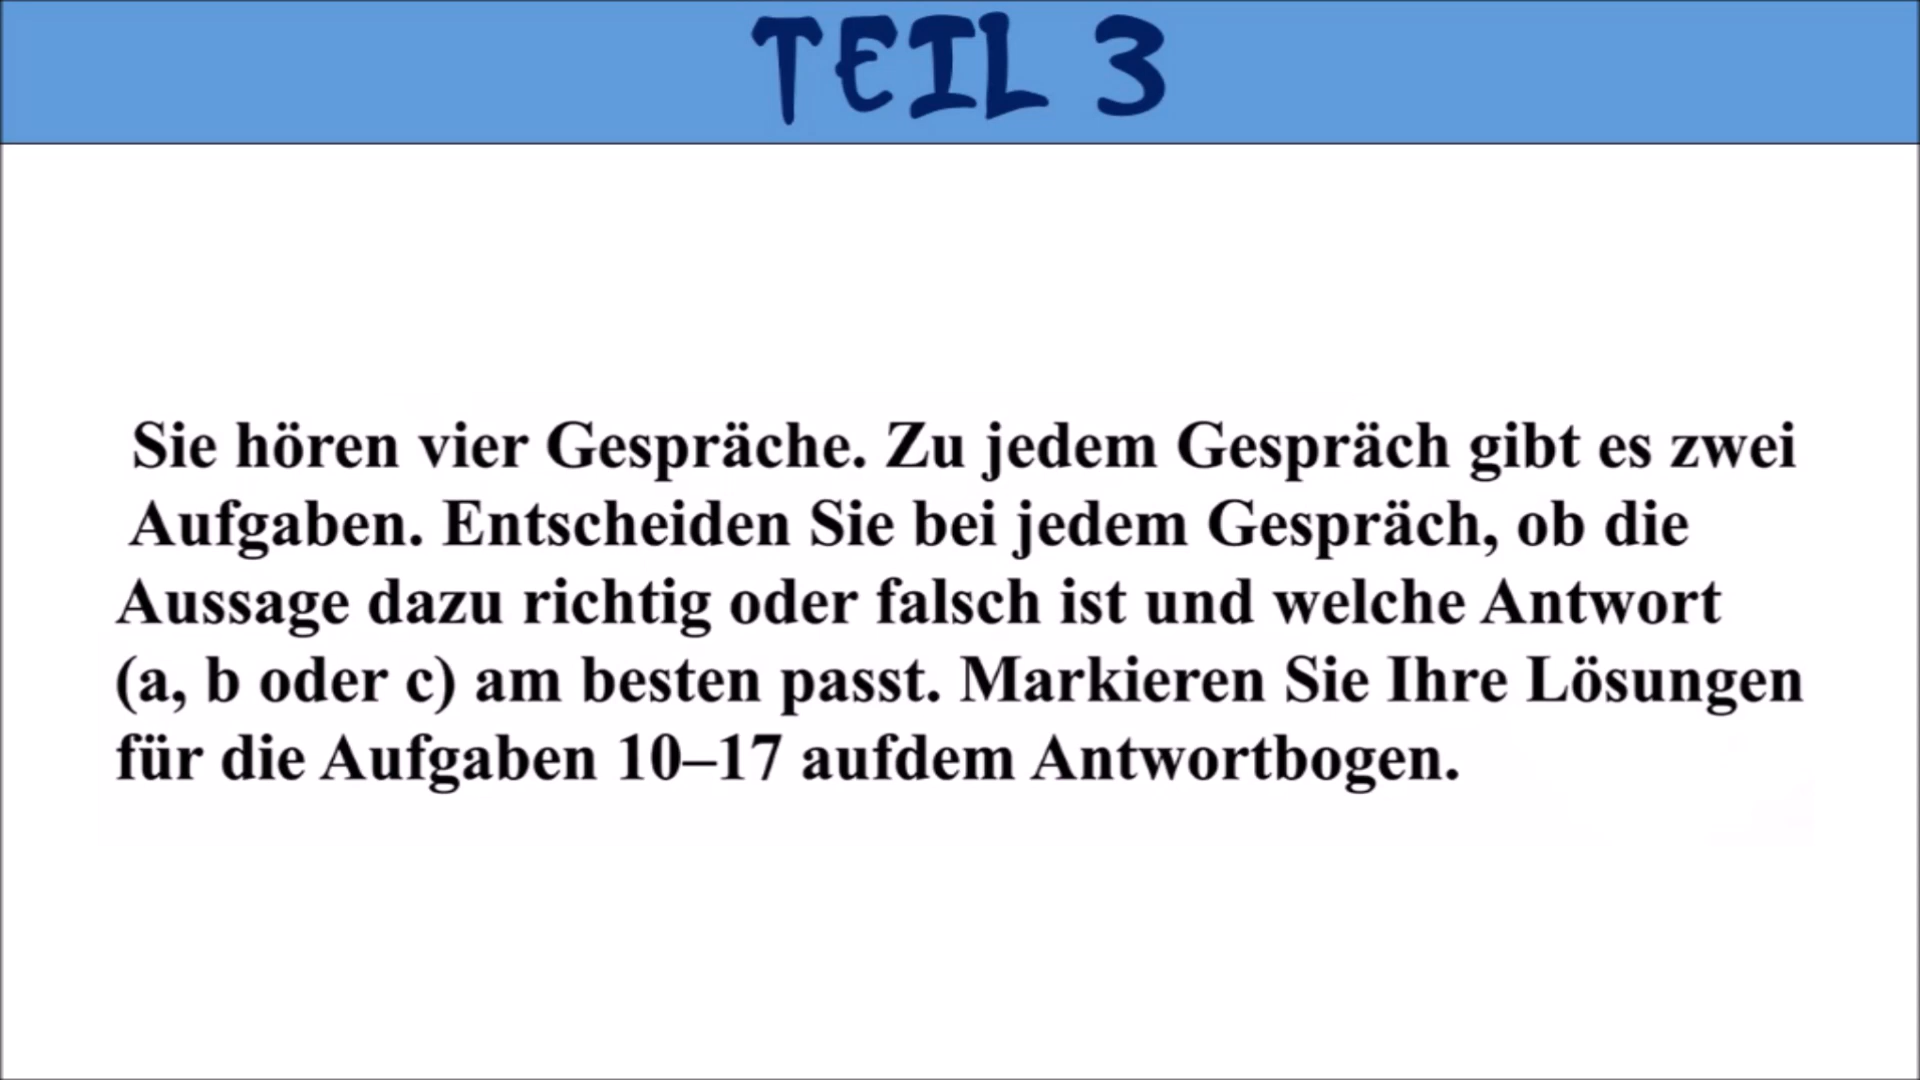 TEIL 3
Sie hören vier Gespräche. Zu jedem Gespräch gibt es zwei
Aufgaben. Entscheiden Sie bei jedem Gespräch, ob die
Aussage dazu richtig oder falsch ist und welche Antwort
(a, b oder c) am besten passt. Markieren Sie Ihre Lösungen
für die Aufgaben 10–17 aufdem Antwortbogen.